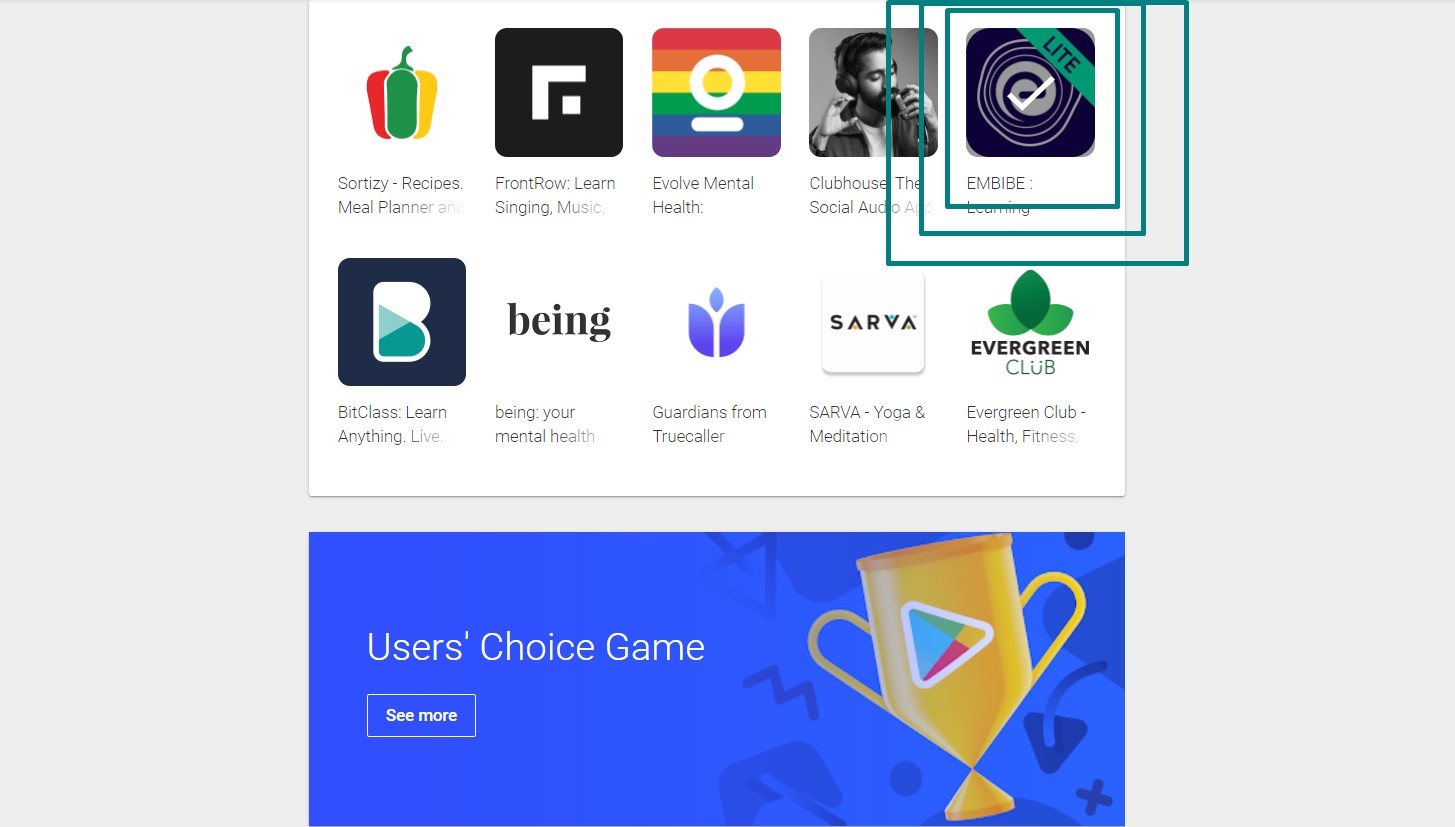 LITE
Sortizy - Recipes.
Meal Planner and
FrontRow: Learn
Singing, Music,
Evolve Mental
Health:
Clubhouse: The
Social Audio App
EMBIBE :
Learning
being
SARVA
EVERGREEN
CLUB
BitClass: Learn
Anything. Live.
being: your
mental health
Guardians from
Truecaller
SARVA - Yoga &
Meditation
Evergreen Club -
Health, Fitness,
Users' Choice Game
See more